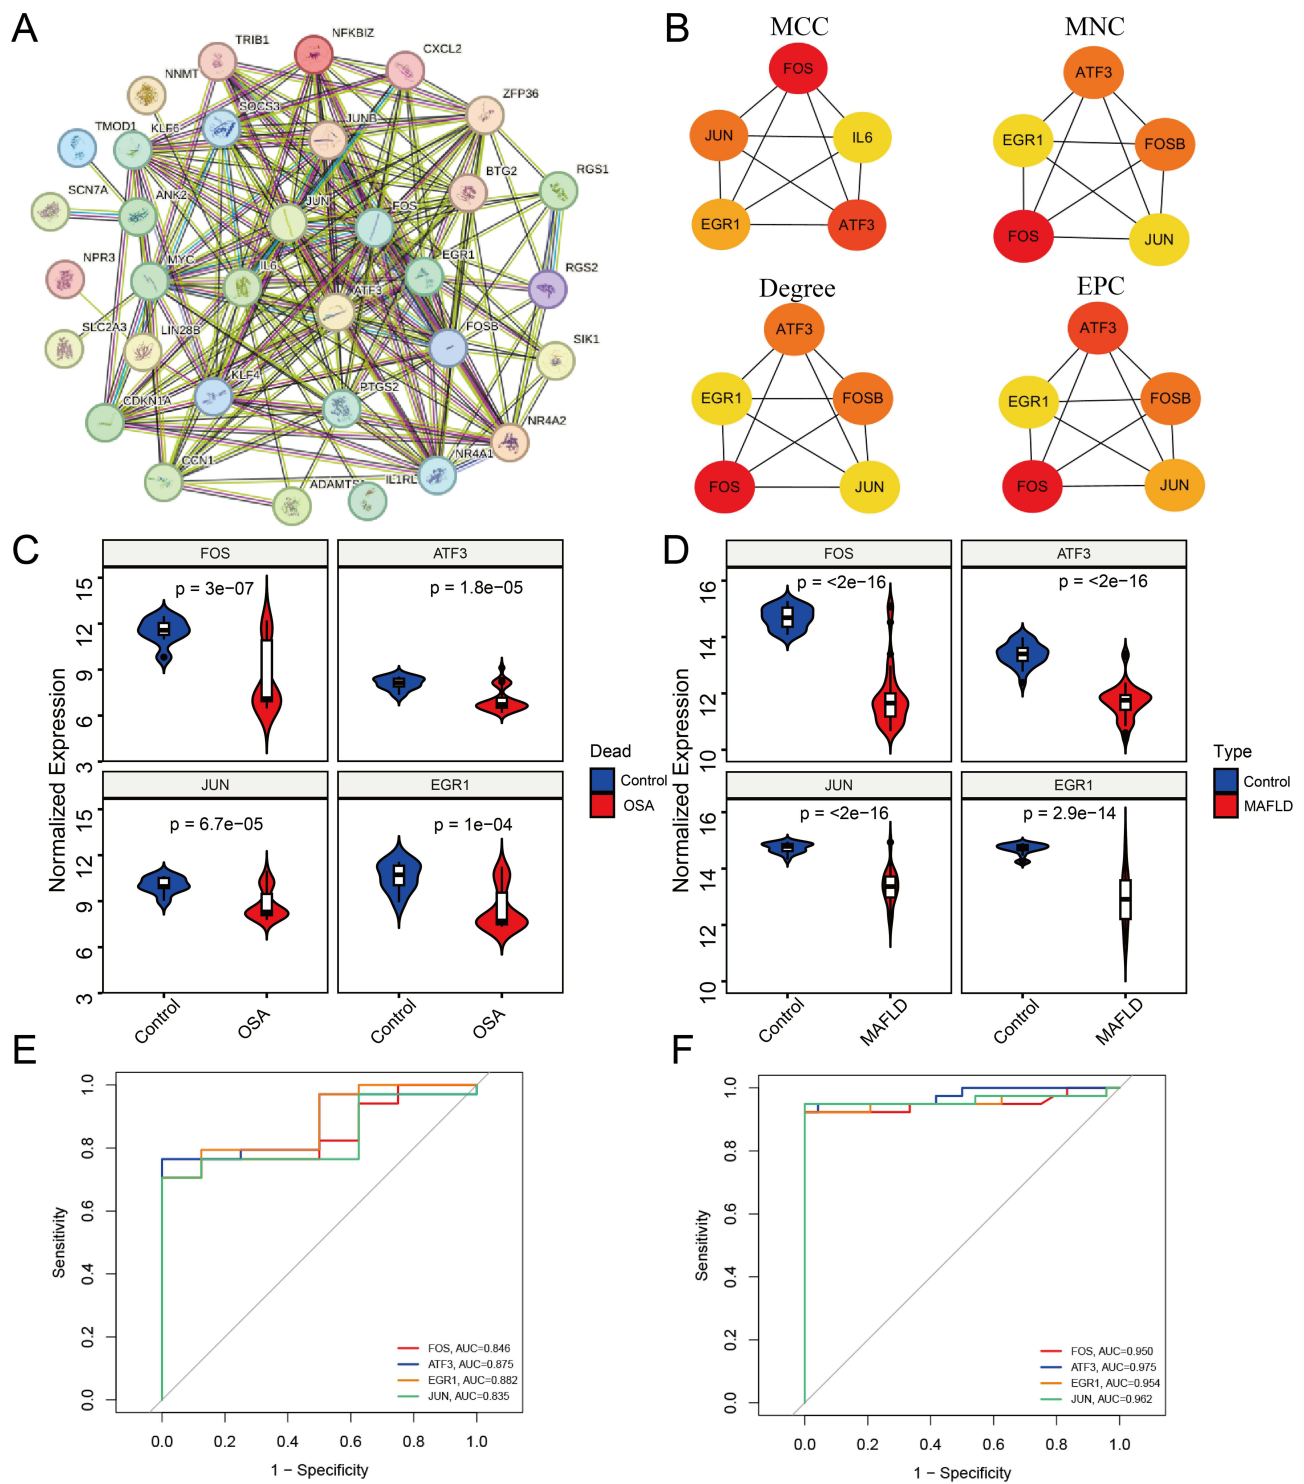 A
TRIB1
NFKBIZ
CXCL2
NNMT
SOCS3
ZFP36
TMOD1
KLF6
JUNB
BTG2
RGS1
SCN7A
ANK2
JUN
FOS
NPR3
MYC
IL6
EGR1
RGS2
ATF3
SLC2A3
LIN28B
FOSB
SIK1
KLF4
PTGS2
CDKN1A
NR4A2
CCN1
NR4A1
IL1RL
B
MCC
FOS
JUN
IL6
EGR1
ATF3
MNC
ATF3
EGR1
FOSB
FOS
JUN
Degree
ATF3
EGR1
FOSB
FOS
JUN
EPC
ATF3
EGR1
FOSB
FOS
JUN
C
Normalized Expression
FOS
p = 3e−07
ATF3
p = 1.8e−05
15
12
9
6
3
JUN
p = 6.7e−05
EGR1
p = 1e−04
15
12
9
6
3
Control
OSA
Control
OSA
Dead
Control
OSA
D
Normalized Expression
FOS
p = <2e−16
ATF3
p = <2e−16
16
14
12
10
JUN
p = <2e−16
EGR1
p = 2.9e−14
16
14
12
10
Control
MAFLD
Control
MAFLD
Type
Control
MAFLD
E
Sensitivity
1.0
0.8
0.6
0.4
0.2
0.0
FOS, AUC=0.846
ATF3, AUC=0.875
EGR1, AUC=0.882
JUN, AUC=0.835
0.0 0.2 0.4 0.6 0.8 1.0
1 − Specificity
F
Sensitivity
1.0
0.8
0.6
0.4
0.2
0.0
FOS, AUC=0.950
ATF3, AUC=0.975
EGR1, AUC=0.954
JUN, AUC=0.962
0.0 0.2 0.4 0.6 0.8 1.0
1 − Specificity